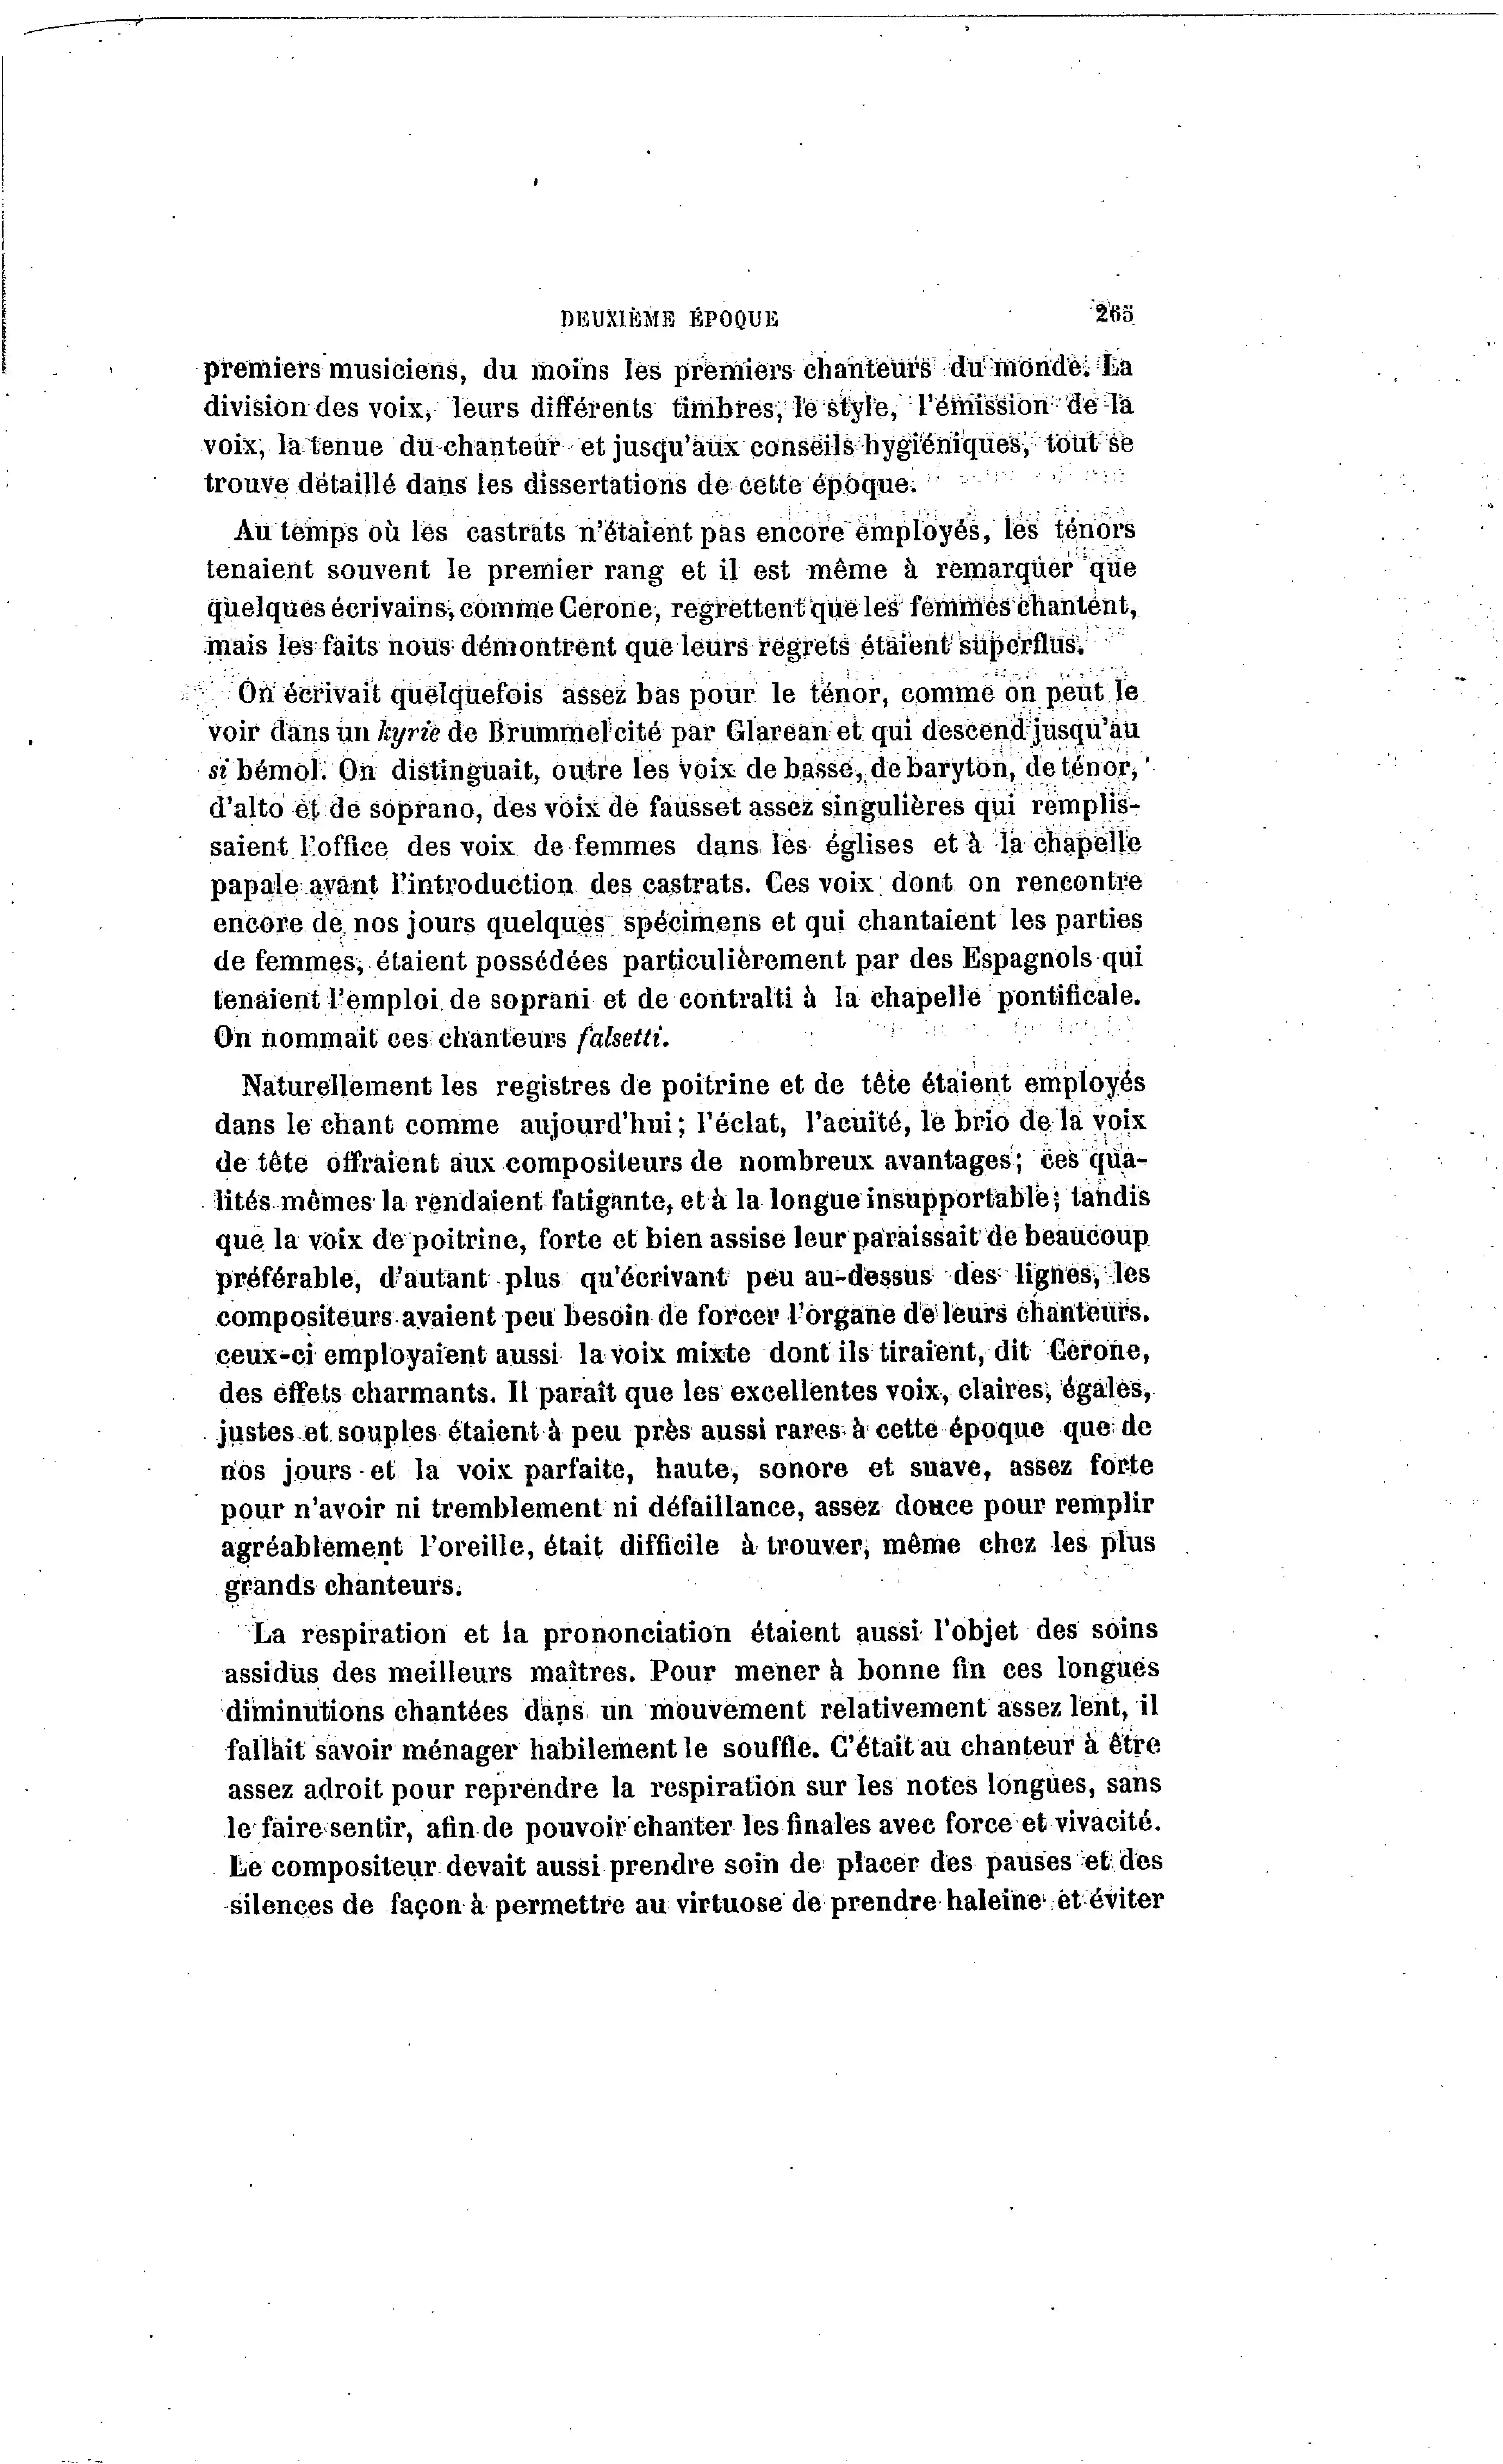 DEUXIÈME ÉPOQUE 265
premiers musiciens, du moins les premiers chanteurs du monde. La
division des voix, leurs différents timbres, le style, l'émission de la
voix, la tenue du chanteur et jusqu'aux conseils hygiéniques, tout se
trouve détaillé dans les dissertations de cette époque.
Au temps où les castrats n'étaient pas encore employés, les ténors
tenaient souvent le premier rang et il est même à remarquer que
quelques écrivains, comme Cerone, regrettent que les femmes chantent,
mais les faits nous démontrent que leurs regrets étaient superflus.
On écrivait quelquefois assez bas pour le ténor, comme on peut le
voir dans un kyrie de Brummel cité par Glarean et qui descend jusqu'au
si bémol. On distinguait, outre les voix de basse, de baryton, de ténor,
d'alto et de soprano, des voix de fausset assez singulières qui remplis-
saient l'office des voix de femmes dans les églises et à la chapelle
papale avant l'introduction des castrats. Ces voix dont on rencontre
encore de nos jours quelques spécimens et qui chantaient les parties
de femmes, étaient possédées particulièrement par des Espagnols qui
tenaient l'emploi de soprani et de contralti à la chapelle pontificale.
On nommait ces chanteurs falsetti.
Naturellement les registres de poitrine et de tête étaient employés
dans le chant comme aujourd'hui; l'éclat, l'acuité, le brio de la voix
de tête offraient aux compositeurs de nombreux avantages; ces qua-
lités mêmes la rendaient fatigante, et à la longue insupportable; tandis
que la voix de poitrine, forte et bien assise leur paraissait de beaucoup
préférable, d'autant plus qu'écrivant peu au-dessus des lignes, les
compositeurs avaient peu besoin de forcer l'organe de leurs chanteurs.
ceux-ci employaient aussi la voix mixte dont ils tiraient, dit Cerone,
des effets charmants. Il paraît que les excellentes voix, claires, égales,
justes et souples étaient à peu près aussi rares à cette époque que de
nos jours et la voix parfaite, haute, sonore et suave, assez forte
pour n'avoir ni tremblement ni défaillance, assez douce pour remplir
agréablement l'oreille, était difficile à trouver, même chez les plus
grands chanteurs.
La respiration et la prononciation étaient aussi l'objet des soins
assidus des meilleurs maîtres. Pour mener à bonne fin ces longues
diminutions chantées dans un mouvement relativement assez lent, il
fallait savoir ménager habilement le souffle. C'était au chanteur à être
assez adroit pour reprendre la respiration sur les notes longues, sans
le faire sentir, afin de pouvoir chanter les finales avec force et vivacité.
Le compositeur devait aussi prendre soin de placer des pauses et des
silences de façon à permettre au virtuose de prendre haleine et éviter